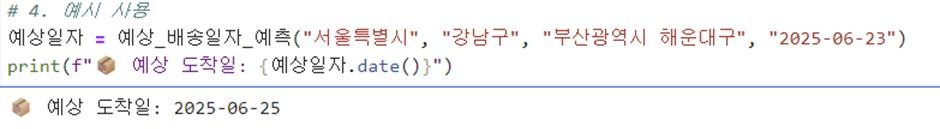 # 4. 예시 사용
예상일자 = 예상_배송일자_예측("서울특별시", "강남구", "부산광역시 해운대구", "2025-06-23")
print(f"📦 예상 도착일: {예상일자.date()}")
📦 예상 도착일: 2025-06-25